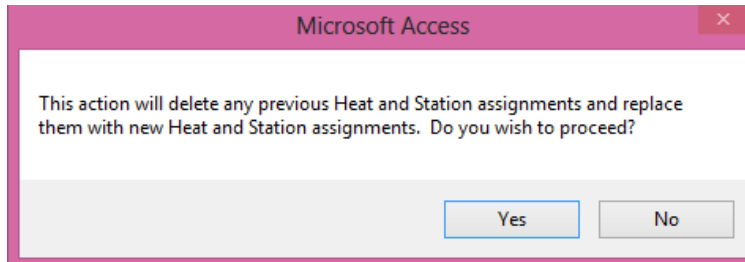 Microsoft Access
This action will delete any previous Heat and Station assignments and replace
them with new Heat and Station assignments.  Do you wish to proceed?
Yes
No